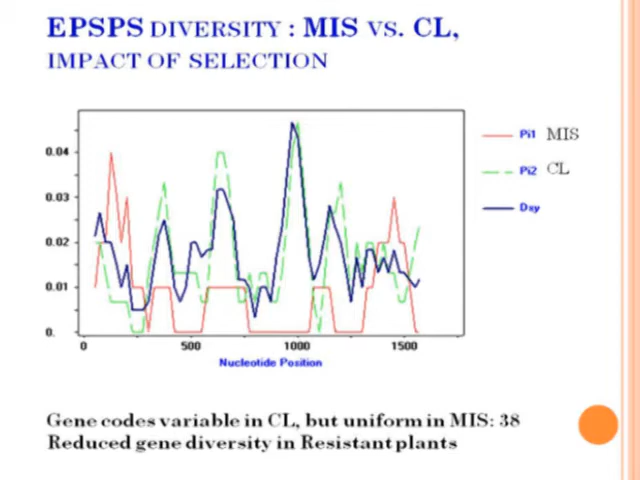 EPSPS DIVERSITY : MIS VS. CL,
IMPACT OF SELECTION
0.04
0.03
0.02
0.01
0.
0 500 1000 1500
Nucleotide Position
Pi1 MIS
Pi2 CL
Dxy
Gene codes variable in CL, but uniform in MIS: 38
Reduced gene diversity in Resistant plants